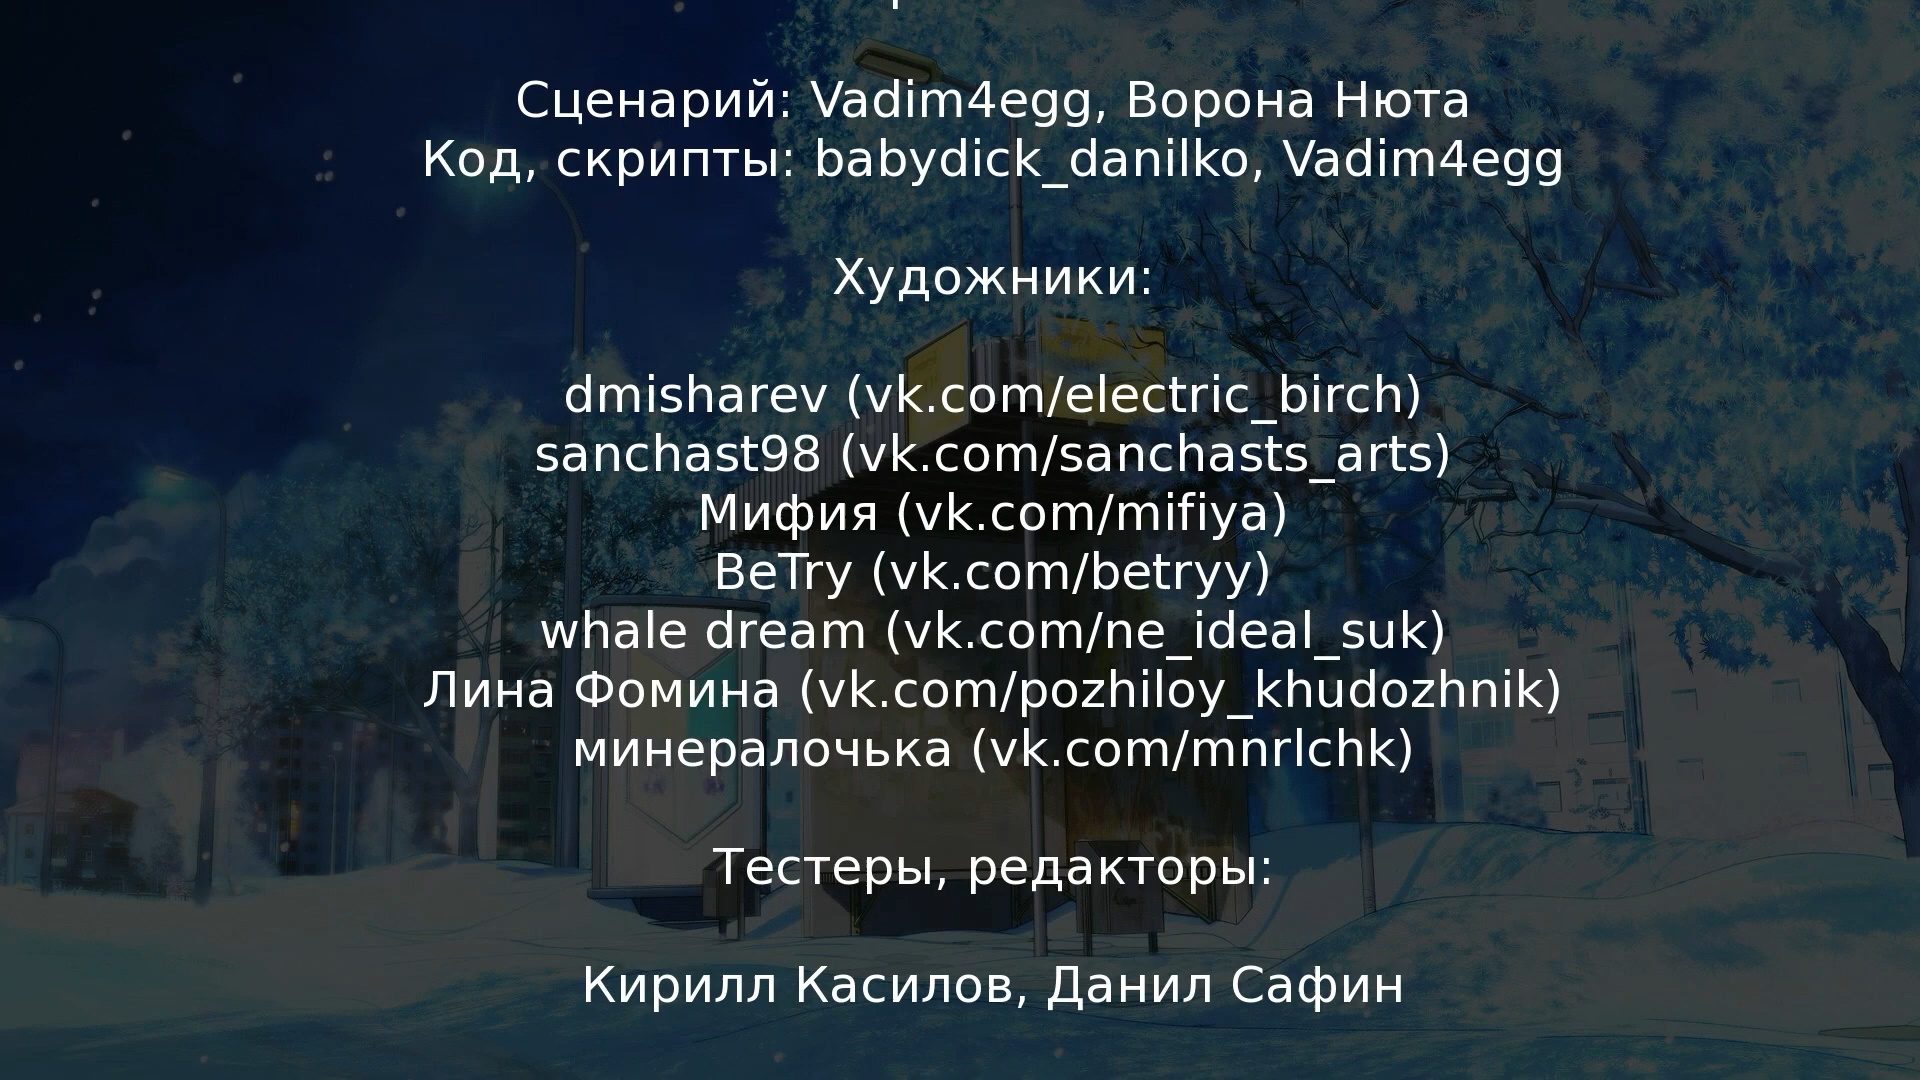 Сценарий: Vadim4egg, Ворона Нюта
Код, скрипты: babydick_danilko, Vadim4egg
Художники:
dmisharev (vk.com/electric_birch)
sanchast98 (vk.com/sanchasts_arts)
Мифия (vk.com/mifiya)
BeTry (vk.com/betryy)
whale dream (vk.com/ne_ideal_suk)
Лина Фомина (vk.com/pozhiloy_khudozhnik)
минералочька (vk.com/mnrlchk)
Тестеры, редакторы:
Кирилл Касилов, Данил Сафин